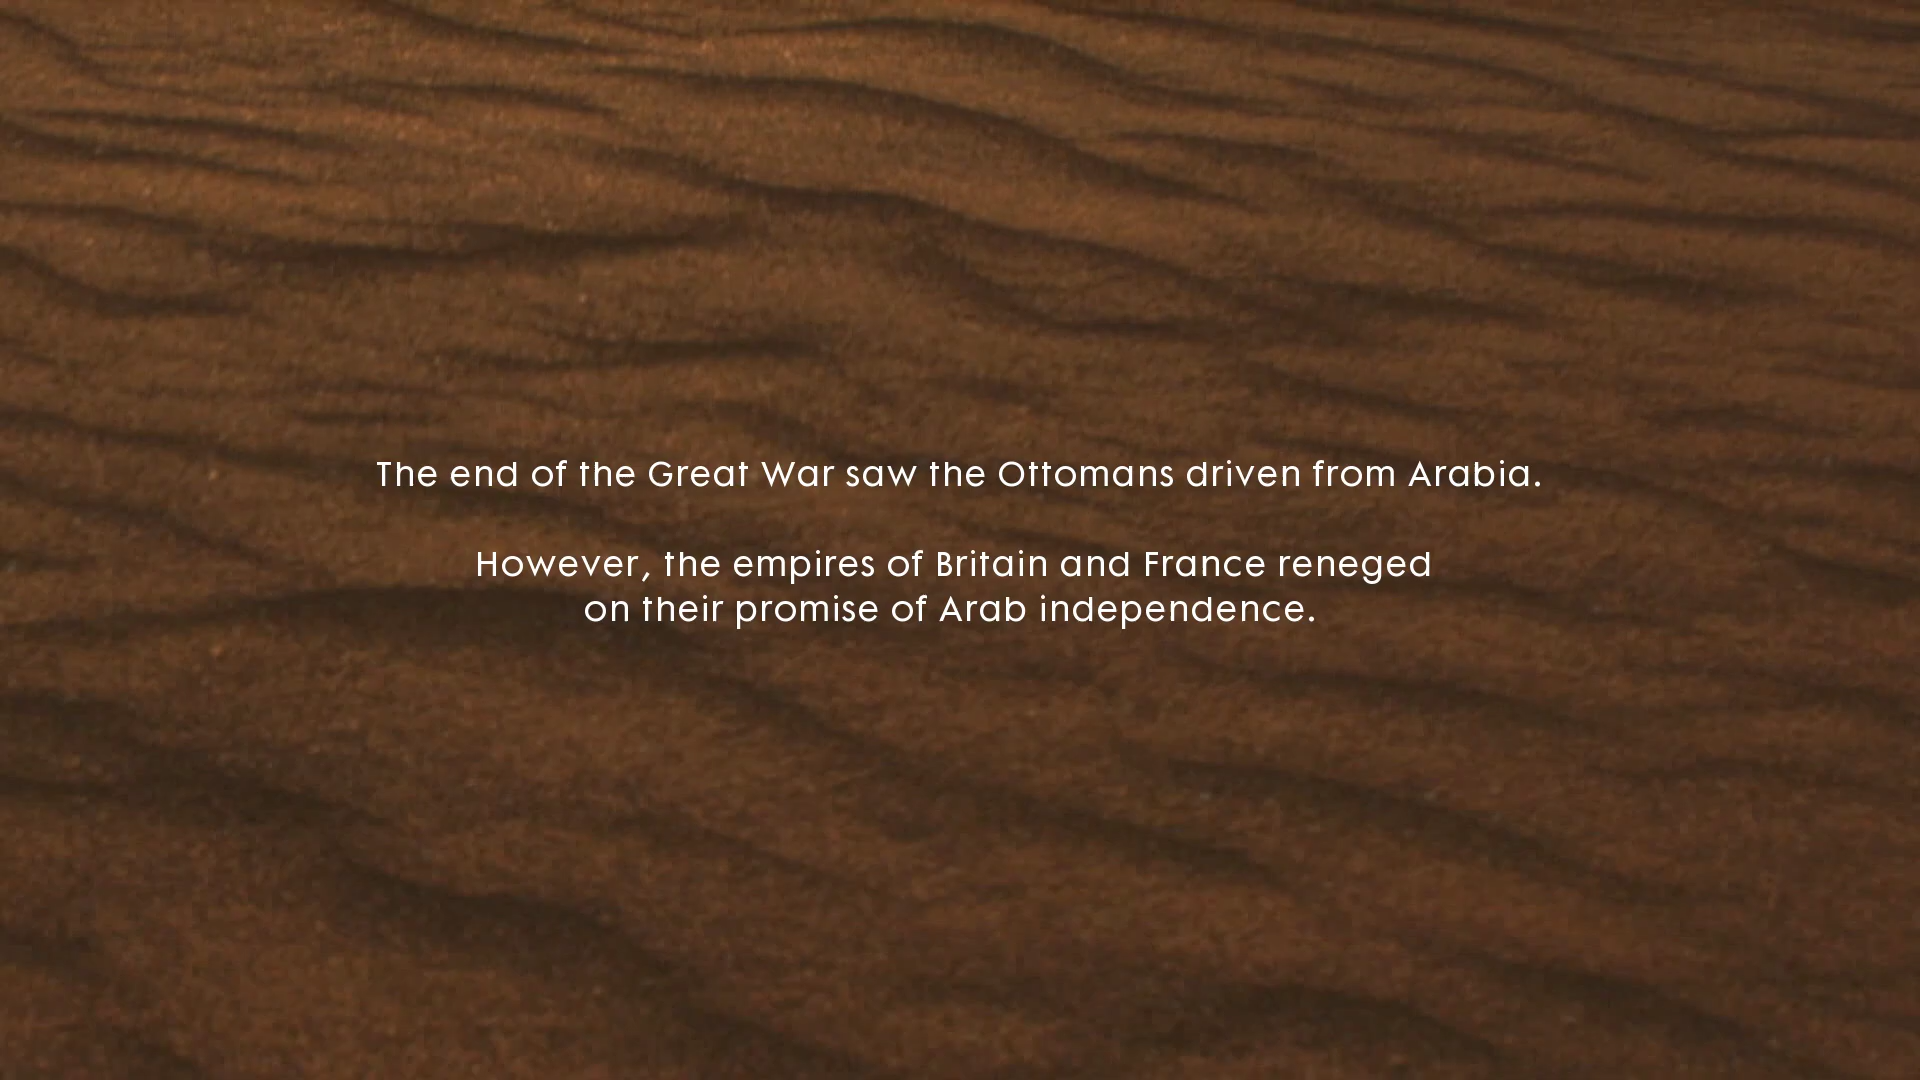 The end of the Great War saw the Ottomans driven from Arabia.
However, the empires of Britain and France reneged
on their promise of Arab independence.